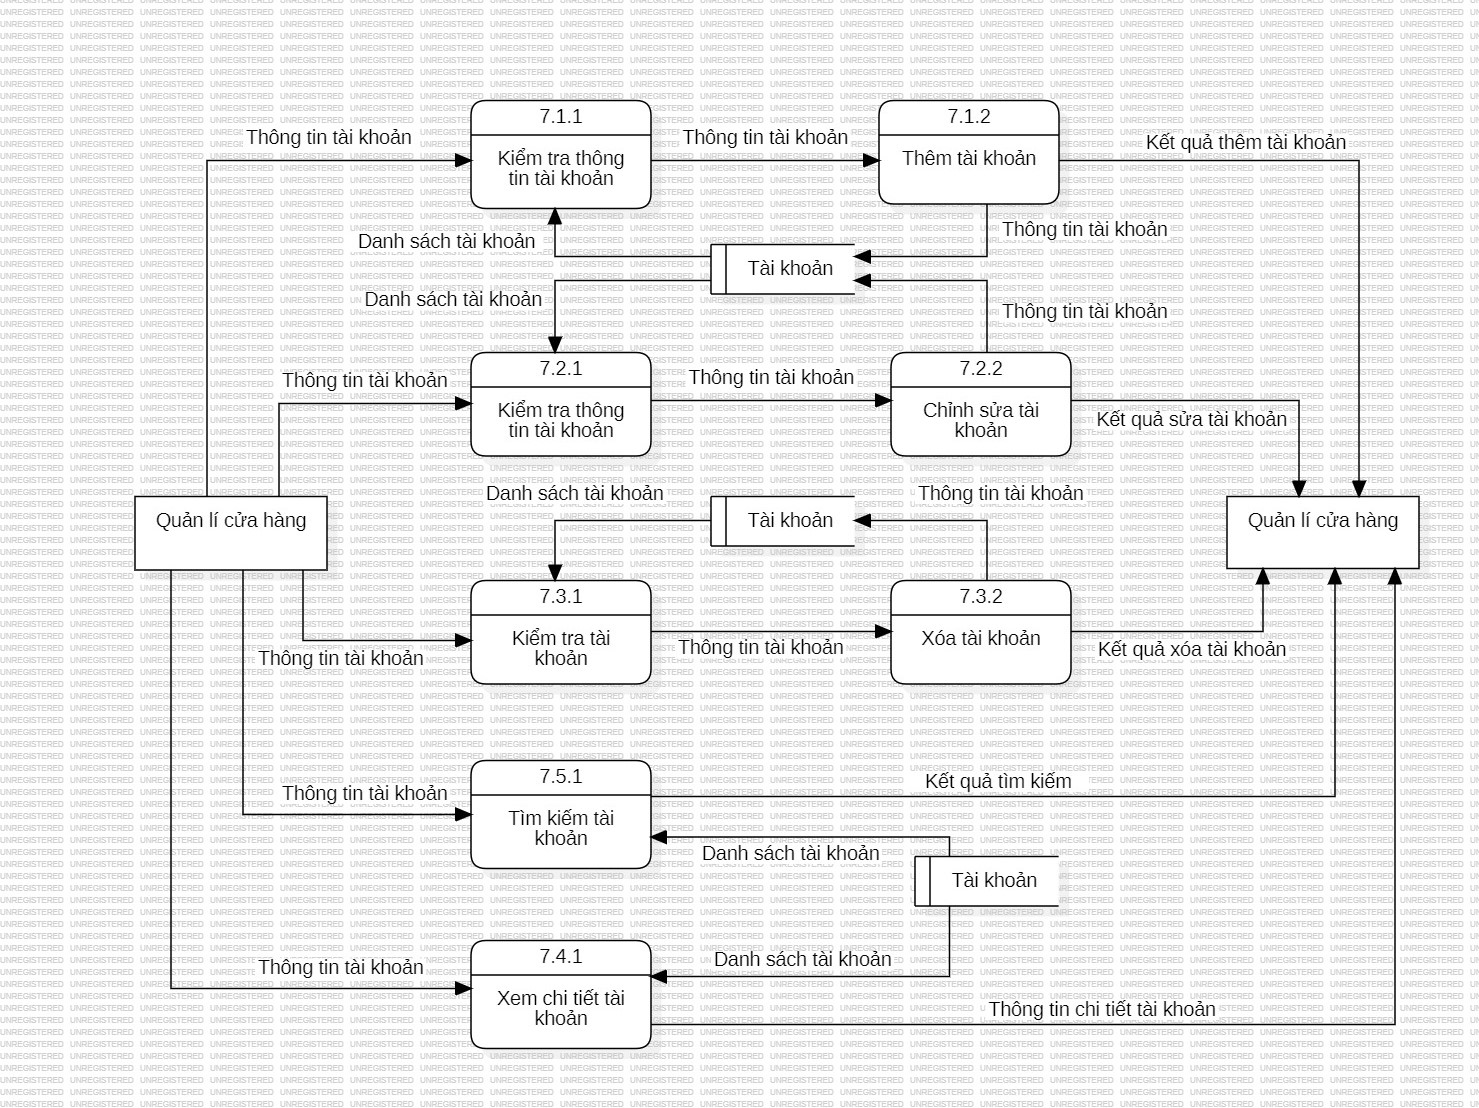 7.1.1
7.1.2
Thông tin tài khoản
Thông tin tài khoản
Kết quả thêm tài khoản
Kiểm tra thông
tin tài khoản
Thêm tài khoản
Danh sách tài khoản
Thông tin tài khoản
Tài khoản
Danh sách tài khoản
Thông tin tài khoản
7.2.1
7.2.2
Thông tin tài khoản
Thông tin tài khoản
Kiểm tra thông
tin tài khoản
Chỉnh sửa tài
khoản
Kết quả sửa tài khoản
Danh sách tài khoản
Thông tin tài khoản
Quản lí cửa hàng
Tài khoản
Quản lí cửa hàng
7.3.1
7.3.2
Kiểm tra tài
khoản
Xóa tài khoản
Thông tin tài khoản
Thông tin tài khoản
Kết quả xóa tài khoản
7.5.1
Kết quả tìm kiếm
Thông tin tài khoản
Tìm kiếm tài
khoản
Danh sách tài khoản
Tài khoản
7.4.1
Thông tin tài khoản
Danh sách tài khoản
Xem chi tiết tài
khoản
Thông tin chi tiết tài khoản
UNREGISTERED